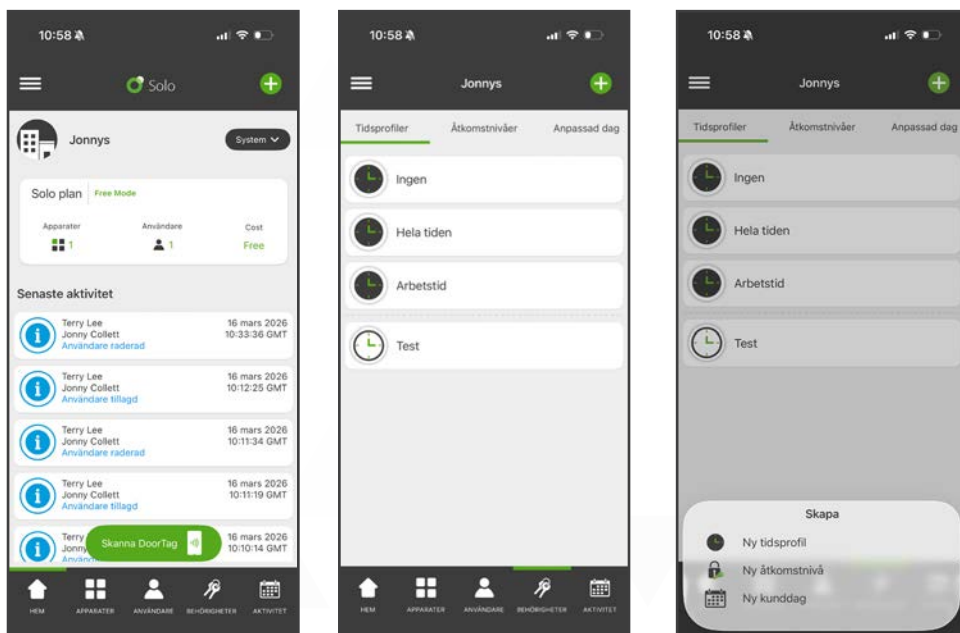 10:58
Solo
Jonnys
System
Solo plan
Free Mode
Apparater
Användare
Cost
1
1
Free
Senaste aktivitet
Terry Lee
16 mars 2026
Jonny Collett
10:33:36 GMT
Användare raderad
Terry Lee
16 mars 2026
Jonny Collett
10:12:25 GMT
Användare tillagd
Terry Lee
16 mars 2026
Jonny Collett
10:11:34 GMT
Användare raderad
Terry Lee
16 mars 2026
Jonny Collett
10:11:19 GMT
Användare tillagd
Terry
16 mars 2026
Jonny
10:10:14 GMT
Skanna DoorTag
HEM
APPARATER
ANVÄNDARE
BEHÖRIGHETER
AKTIVITET
10:58
Jonnys
Tidsprofiler
Åtkomstnivåer
Anpassad dag
Ingen
Hela tiden
Arbetstid
Test
HEM
APPARATER
ANVÄNDARE
BEHÖRIGHETER
AKTIVITET
10:58
Jonnys
Tidsprofiler
Åtkomstnivåer
Anpassad dag
Ingen
Hela tiden
Arbetstid
Test
Skapa
Ny tidsprofil
Ny åtkomstnivå
Ny kunddag